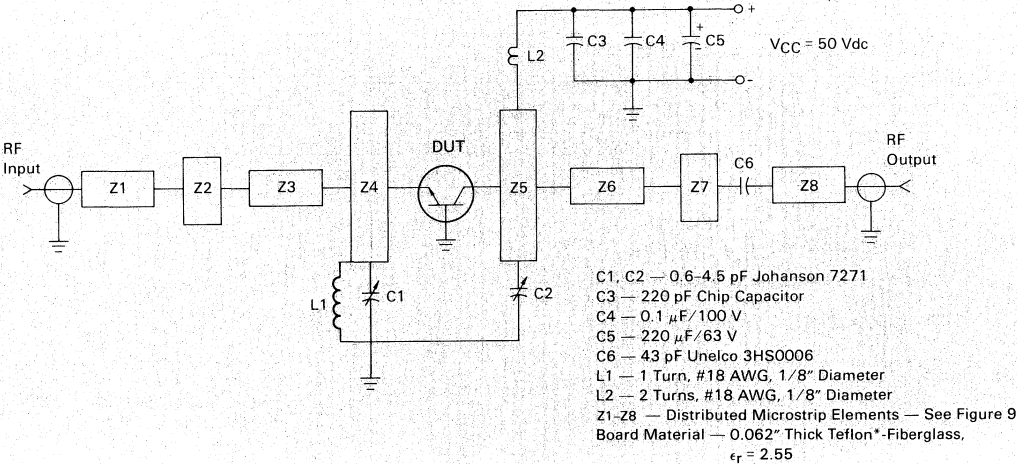 +
C3
C4
+
C5
L2
VCC = 50 Vdc
-
RF
Input
Z1
Z2
Z3
Z4
DUT
Z5
Z6
Z7
C6
Z8
RF
Output
L1
C1
C2
C1, C2 — 0.6–4.5 pF Johanson 7271
C3 — 220 pF Chip Capacitor
C4 — 0.1 μF/100 V
C5 — 220 μF/63 V
C6 — 43 pF Unelco 3HS0006
L1 — 1 Turn, #18 AWG, 1/8" Diameter
L2 — 2 Turns, #18 AWG, 1/8" Diameter
Z1–Z8 — Distributed Microstrip Elements — See Figure 9
Board Material — 0.062" Thick Teflon*-Fiberglass,
εr = 2.55